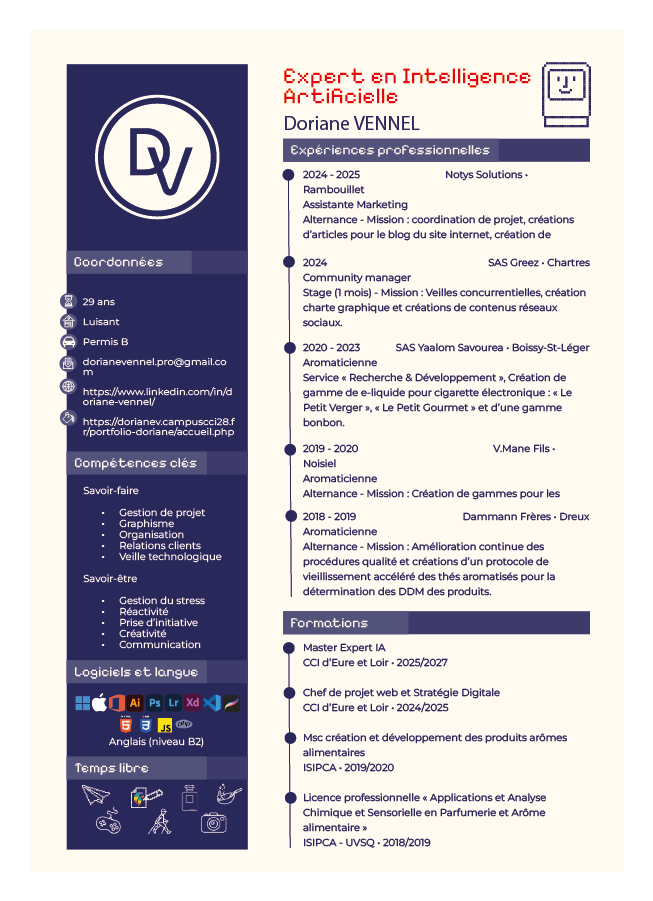 DV
Coordonnées
29 ans
Luisant
Permis B
dorianevennel.pro@gmail.co
m
https://www.linkedin.com/in/d
oriane-vennel/
https://dorianev.campuscci28.f
r/portfolio-doriane/accueil.php
Compétences clés
Savoir-faire
• Gestion de projet
• Graphisme
• Organisation
• Relations clients
• Veille technologique
Savoir-être
• Gestion du stress
• Réactivité
• Prise d'initiative
• Créativité
• Communication
Logiciels et langue
Ai Ps Lr Xd
JS php
Anglais (niveau B2)
Temps libre
Expert en Intelligence
Artificielle
Doriane VENNEL
Expériences professionnelles
2024 - 2025 Notys Solutions •
Rambouillet
Assistante Marketing
Alternance - Mission : coordination de projet, créations
d'articles pour le blog du site internet, création de
2024 SAS Greez • Chartres
Community manager
Stage (1 mois) - Mission : Veilles concurrentielles, création
charte graphique et créations de contenus réseaux
sociaux.
2020 - 2023 SAS Yaalom Savourea • Boissy-St-Léger
Aromaticienne
Service « Recherche & Développement », Création de
gamme de e-liquide pour cigarette électronique : « Le
Petit Verger », « Le Petit Gourmet » et d'une gamme
bonbon.
2019 - 2020 V.Mane Fils •
Noisiel
Aromaticienne
Alternance - Mission : Création de gammes pour les
2018 - 2019 Dammann Frères • Dreux
Aromaticienne
Alternance - Mission : Amélioration continue des
procédures qualité et créations d'un protocole de
vieillissement accéléré des thés aromatisés pour la
détermination des DDM des produits.
Formations
Master Expert IA
CCI d'Eure et Loir • 2025/2027
Chef de projet web et Stratégie Digitale
CCI d'Eure et Loir • 2024/2025
Msc création et développement des produits arômes
alimentaires
ISIPCA • 2019/2020
Licence professionnelle « Applications et Analyse
Chimique et Sensorielle en Parfumerie et Arôme
alimentaire »
ISIPCA - UVSQ • 2018/2019